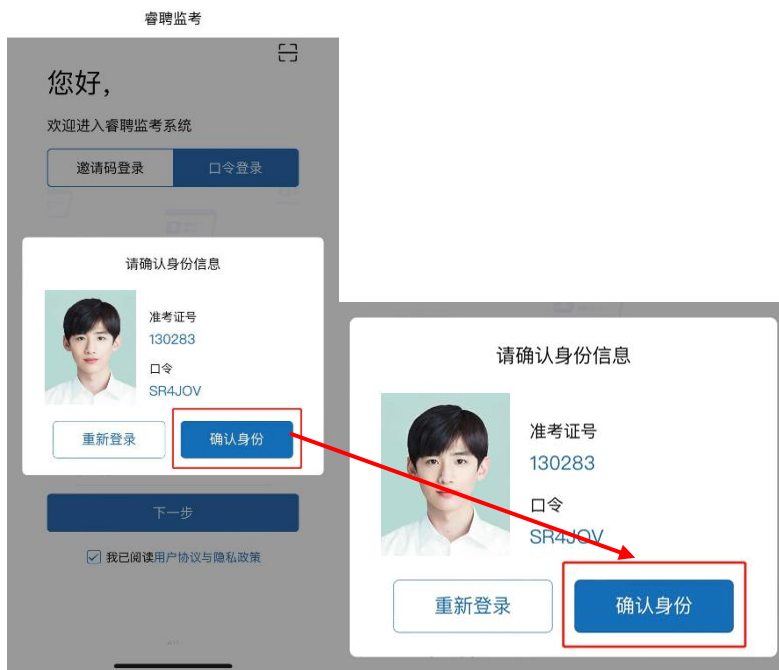 睿聘监考
您好,
欢迎进入睿聘监考系统
邀请码登录 口令登录
请确认身份信息
准考证号
130283
口令
SR4JOV
重新登录 确认身份
下一步
我已阅读用户协议与隐私政策
请确认身份信息
准考证号
130283
口令
SR4JOV
重新登录 确认身份